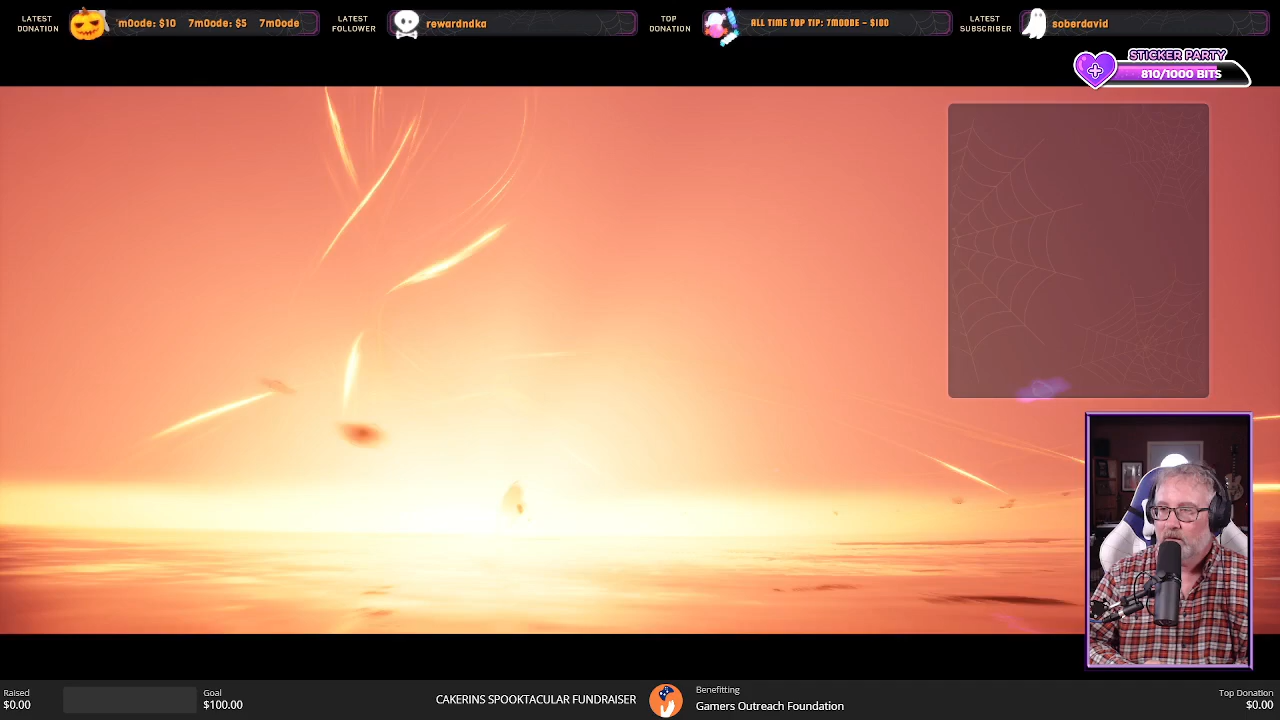 LATEST
DONATION
m0ode: $10 7m0ode: $5 7m0ode
LATEST
FOLLOWER
rewardndka
TOP
DONATION
ALL TIME TOP TIP: 7M0ODE - $100
LATEST
SUBSCRIBER
soberdavid
STICKER PARTY
810/1000 BITS
Raised
$0.00
Goal
$100.00
CAKERINS SPOOKTACULAR FUNDRAISER
Benefitting
Gamers Outreach Foundation
Top Donation
$0.00